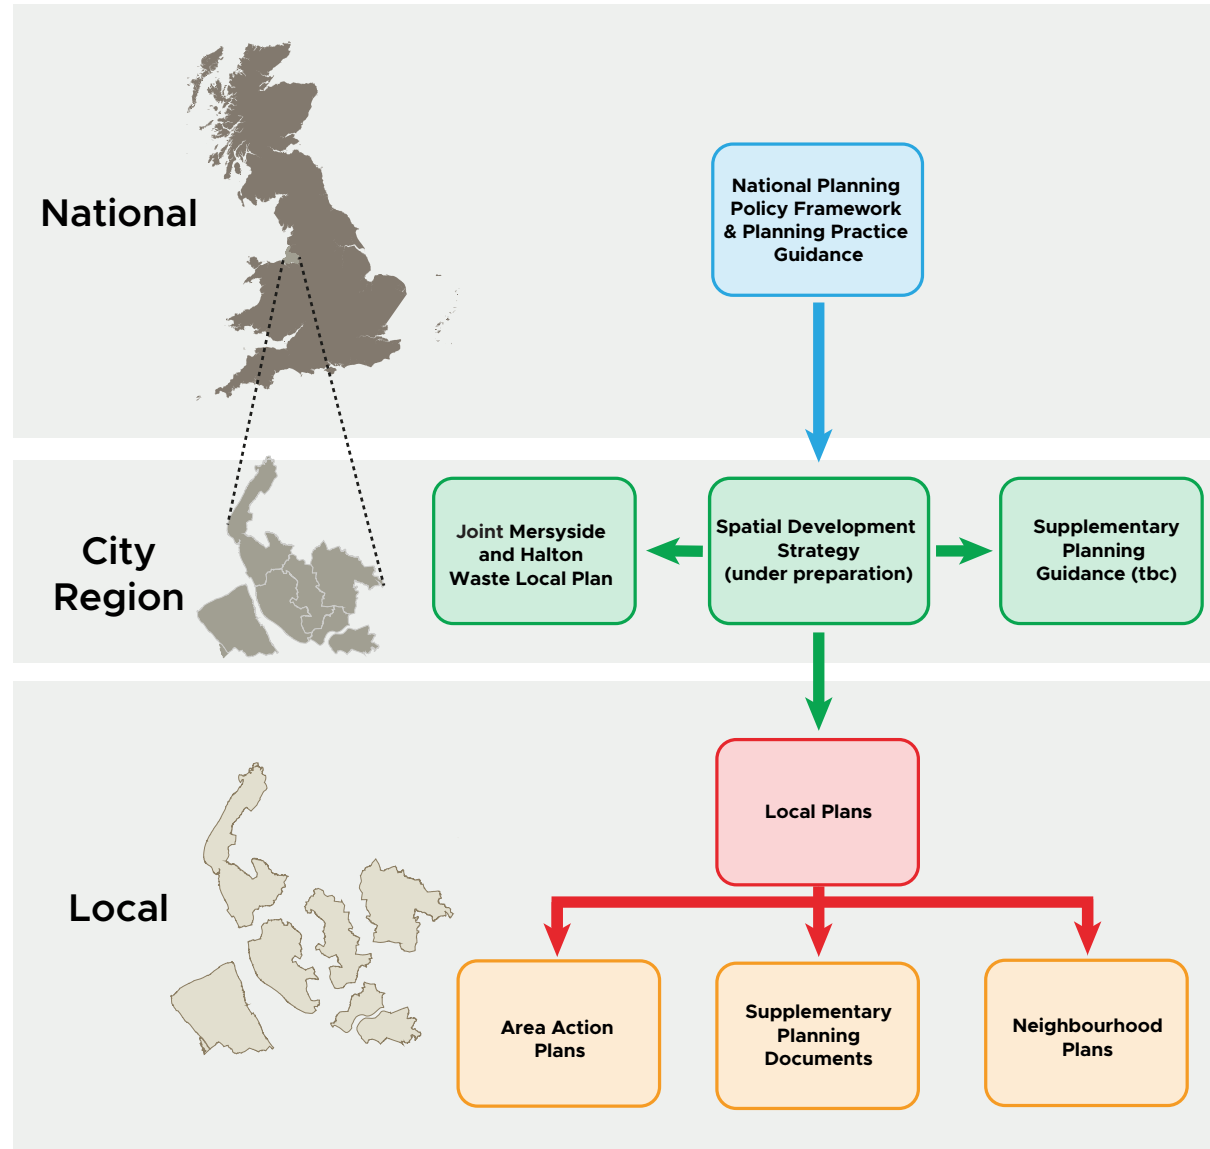 National
National Planning
Policy Framework
& Planning Practice
Guidance
City
Region
Joint Mersyside
and Halton
Waste Local Plan
Spatial Development
Strategy
(under preparation)
Supplementary
Planning
Guidance (tbc)
Local
Local Plans
Area Action
Plans
Supplementary
Planning
Documents
Neighbourhood
Plans